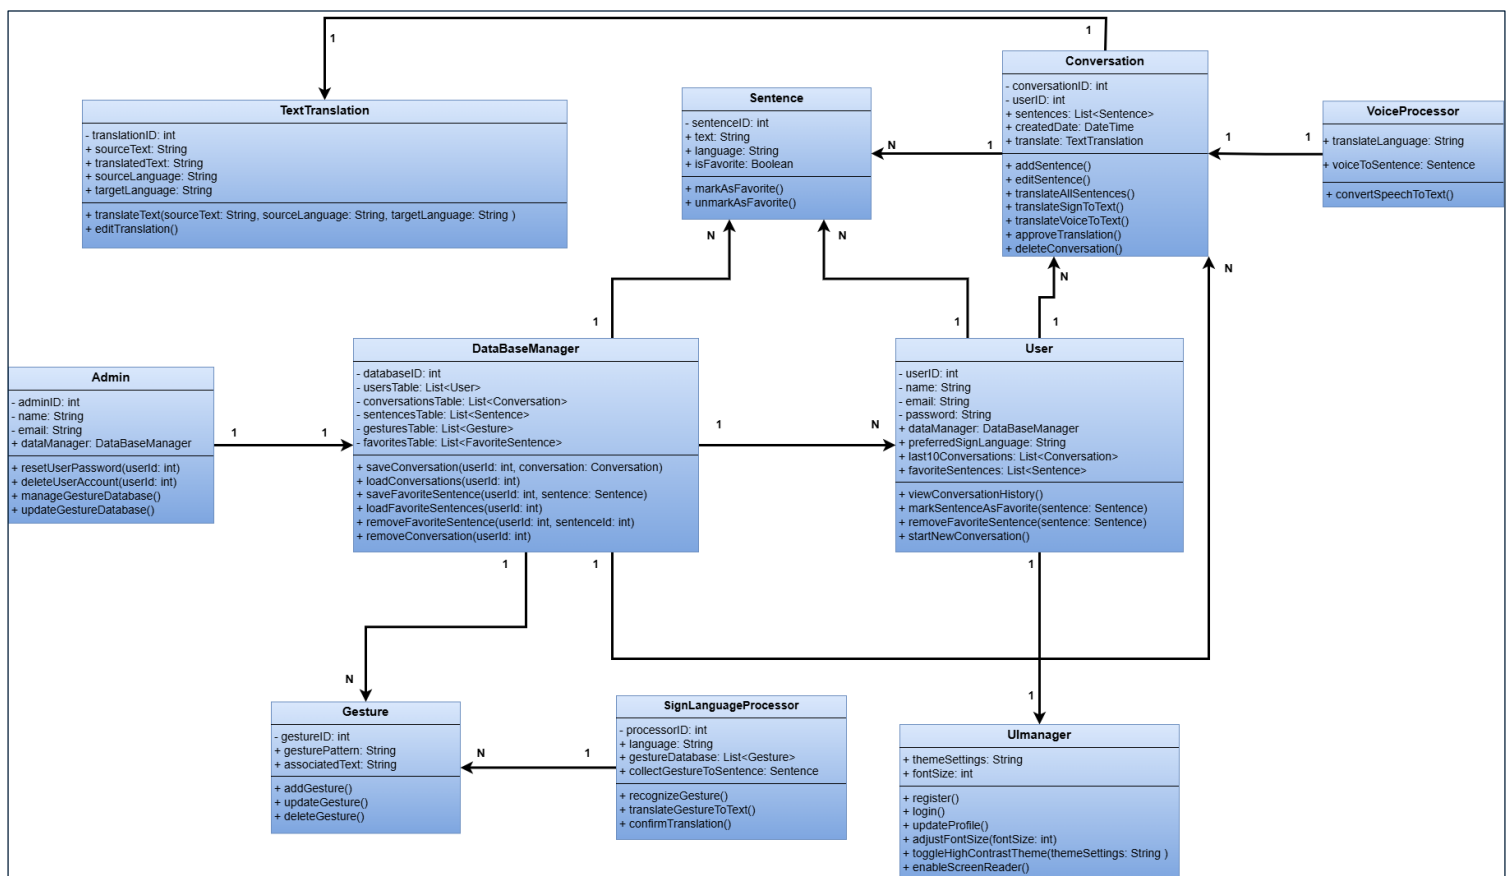 1
1
Conversation
- conversationID: int
- userID: int
+ sentences: List<Sentence>
+ createdDate: DateTime
+ translate: TextTranslation
+ addSentence()
+ editSentence()
+ translateAllSentences()
+ translateSignToText()
+ translateVoiceToText()
+ approveTranslation()
+ deleteConversation()
TextTranslation
- translationID: int
+ sourceText: String
+ translatedText: String
+ sourceLanguage: String
+ targetLanguage: String
+ translateText(sourceText: String, sourceLanguage: String, targetLanguage: String )
+ editTranslation()
Sentence
- sentenceID: int
+ text: String
+ language: String
+ isFavorite: Boolean
+ markAsFavorite()
+ unmarkAsFavorite()
N
1
1
1
VoiceProcessor
+ translateLanguage: String
+ voiceToSentence: Sentence
+ convertSpeechToText()
N
N
N
N
1
1
1
DataBaseManager
- databaseID: int
- usersTable: List<User>
- conversationsTable: List<Conversation>
- sentencesTable: List<Sentence>
- gesturesTable: List<Gesture>
- favoritesTable: List<FavoriteSentence>
+ saveConversation(userId: int, conversation: Conversation)
+ loadConversations(userId: int)
+ saveFavoriteSentence(userId: int, sentence: Sentence)
+ loadFavoriteSentences(userId: int)
+ removeFavoriteSentence(userId: int, sentenceId: int)
+ removeConversation(userId: int)
User
- userID: int
- name: String
- email: String
- password: String
+ dataManager: DataBaseManager
+ preferredSignLanguage: String
+ last10Conversations: List<Conversation>
+ favoriteSentences: List<Sentence>
+ viewConversationHistory()
+ markSentenceAsFavorite(sentence: Sentence)
+ removeFavoriteSentence(sentence: Sentence)
+ startNewConversation()
Admin
- adminID: int
- name: String
- email: String
+ dataManager: DataBaseManager
+ resetUserPassword(userId: int)
+ deleteUserAccount(userId: int)
+ manageGestureDatabase()
+ updateGestureDatabase()
1
1
1
N
1
1
1
N
1
Gesture
- gestureID: int
+ gesturePattern: String
+ associatedText: String
+ addGesture()
+ updateGesture()
+ deleteGesture()
N
1
SignLanguageProcessor
- processorID: int
+ language: String
+ gestureDatabase: List<Gesture>
+ collectGestureToSentence: Sentence
+ recognizeGesture()
+ translateGestureToText()
+ confirmTranslation()
UImanager
+ themeSettings: String
+ fontSize: int
+ register()
+ login()
+ updateProfile()
+ adjustFontSize(fontSize: int)
+ toggleHighContrastTheme(themeSettings: String )
+ enableScreenReader()